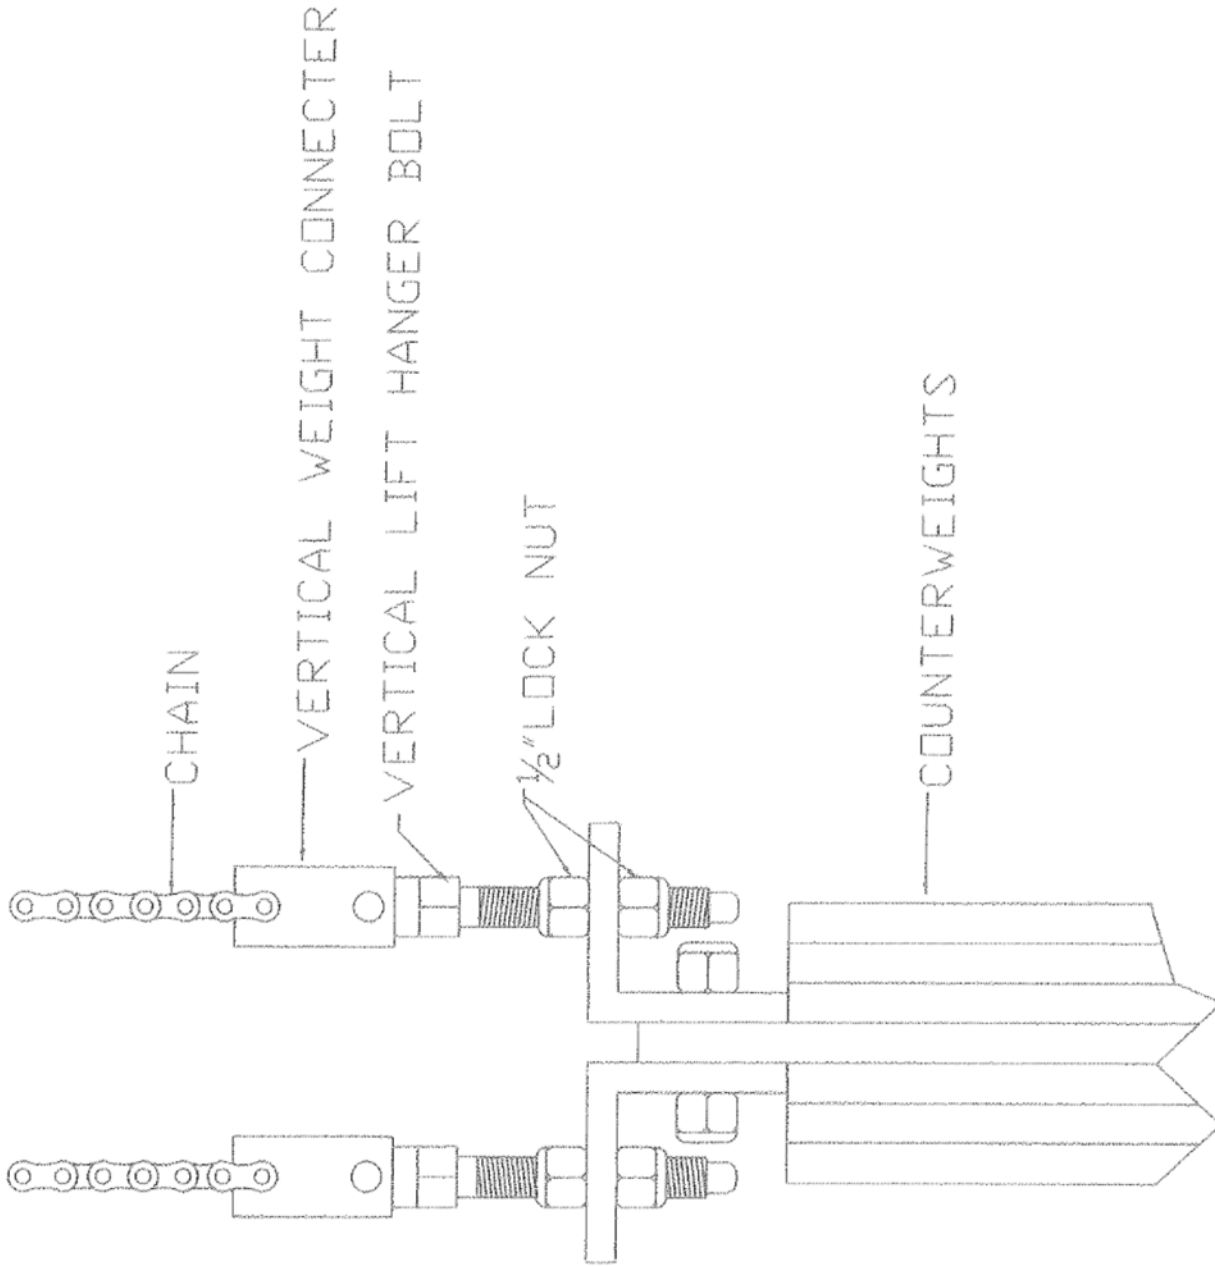 CHAIN
VERTICAL WEIGHT CONNECTER
VERTICAL LIFT HANGER BOLT
1/2"LOCK NUT
COUNTERWEIGHTS